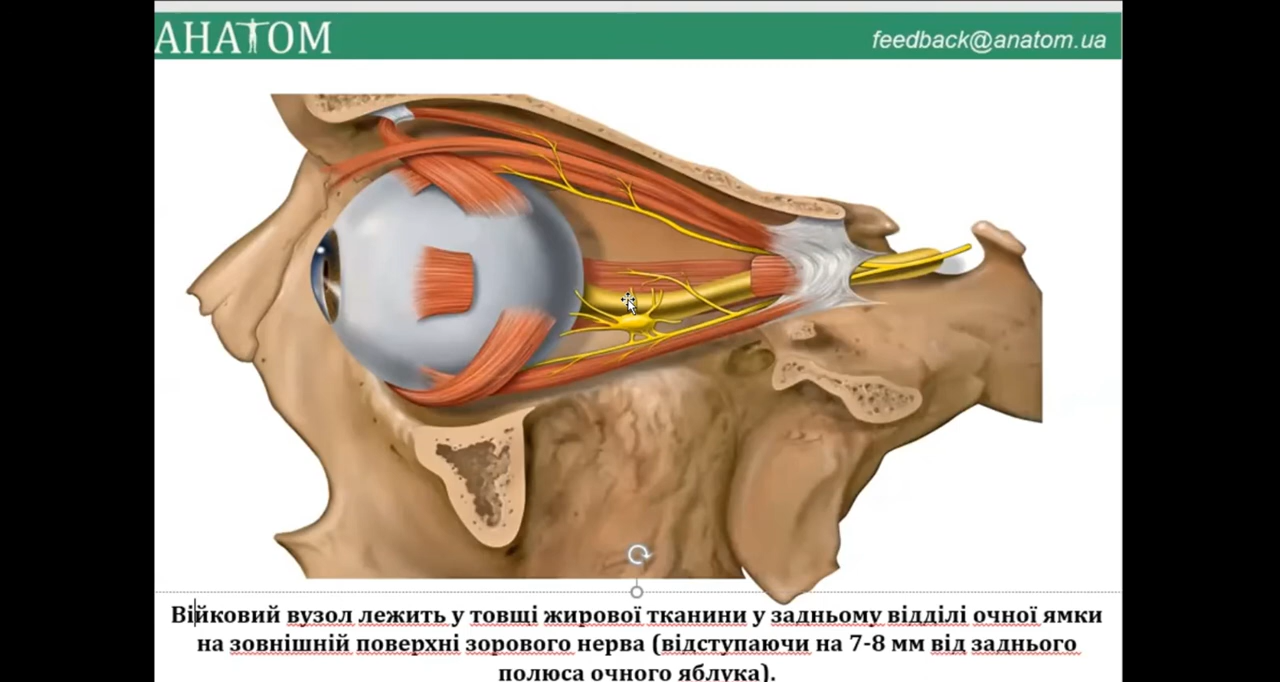 АНАТОМ
feedback@anatom.ua
Війковий вузол лежить у товщі жирової тканини у задньому відділі очної ямки
на зовнішній поверхні зорового нерва (відступаючи на 7-8 мм від заднього
полюса очного яблука).